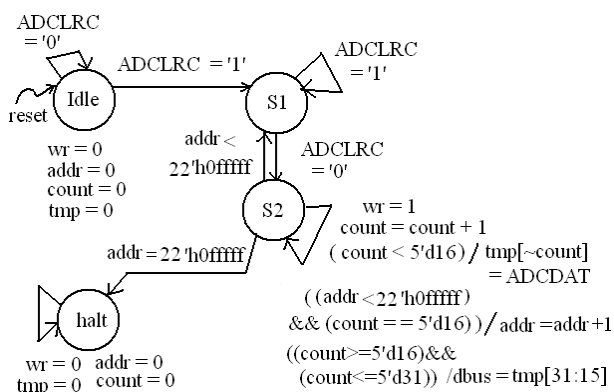 ADCLRC
= '0'
ADCLRC = '1'
ADCLRC
= '1'
Idle
S1
reset
wr = 0
addr = 0
count = 0
tmp = 0
addr <
22'h0fffff
ADCLRC
= '0'
S2
wr = 1
count = count + 1
( count < 5'd16) / tmp[~count]
= ADCDAT
addr = 22'h0fffff
((addr < 22'h0fffff)
&& (count == 5'd16)) / addr =addr+1
((count>=5'd16)&&
(count<=5'd31)) /dbus = tmp[31:15]
halt
wr = 0 addr = 0
tmp = 0 count = 0